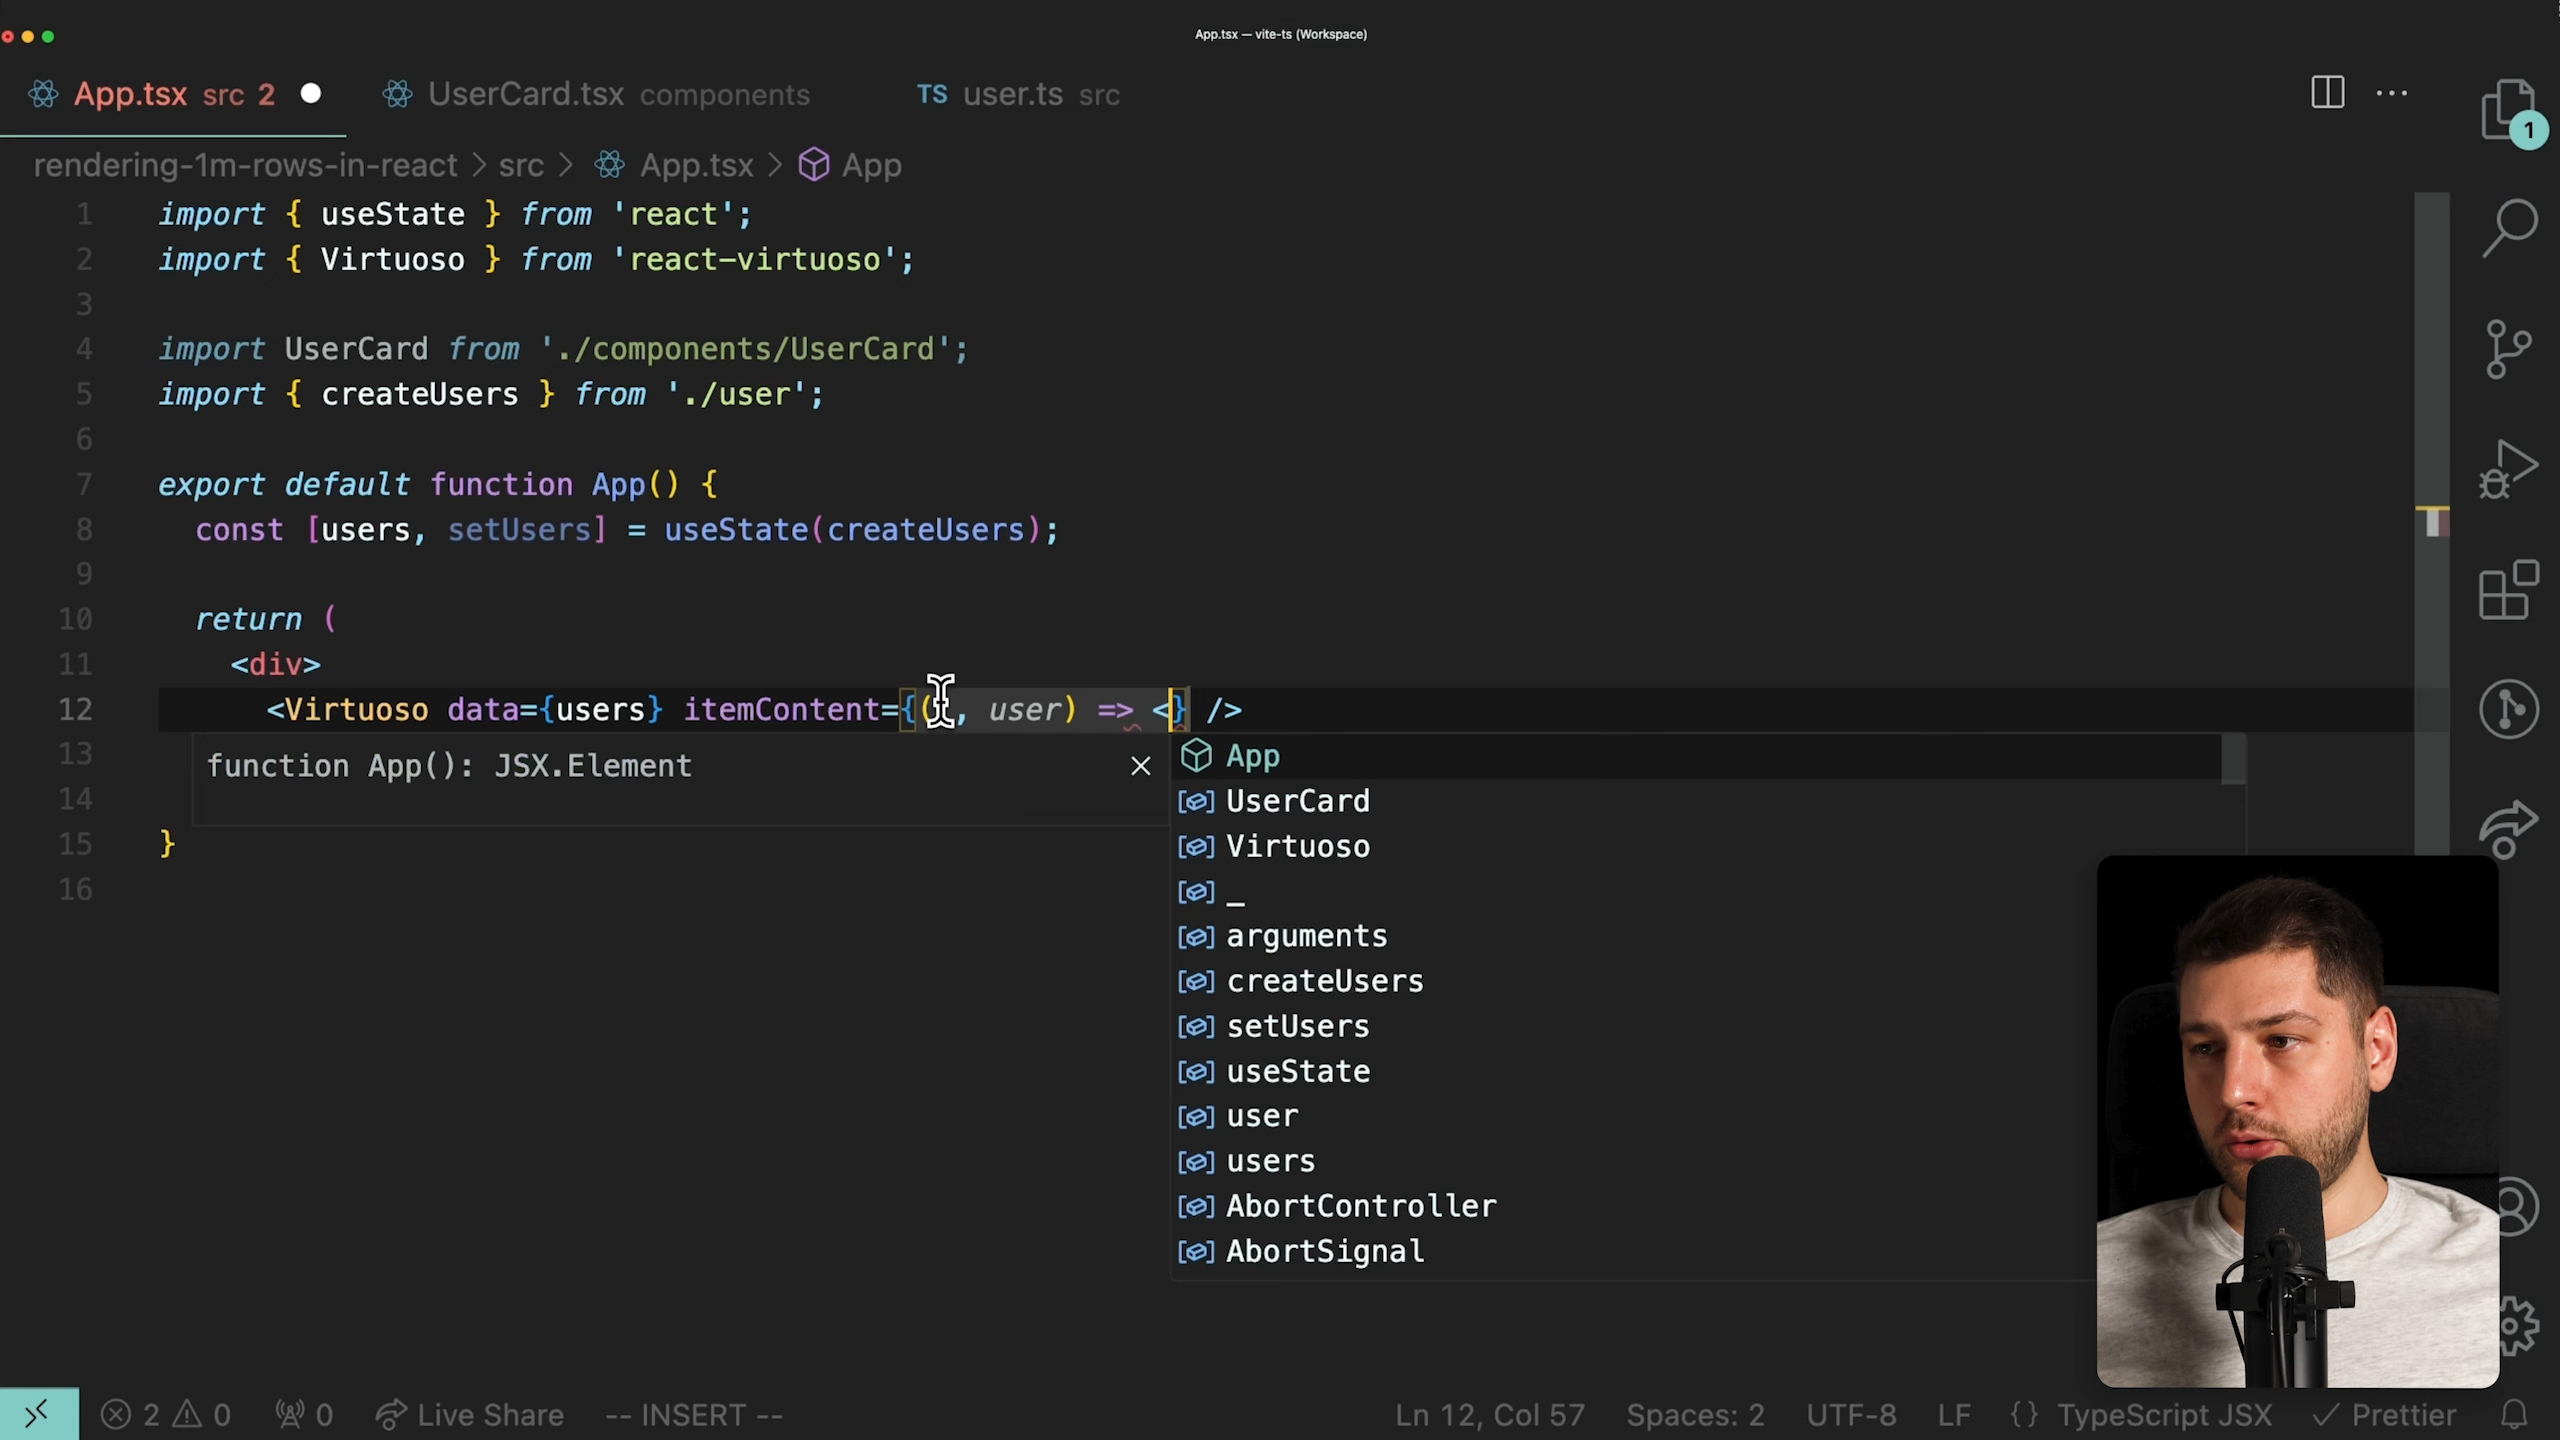 App.tsx — vite-ts (Workspace)
App.tsx src 2 UserCard.tsx components TS user.ts src
1
rendering-1m-rows-in-react > src > App.tsx > App
1 import { useState } from 'react';
2 import { Virtuoso } from 'react-virtuoso';
3
4 import UserCard from './components/UserCard';
5 import { createUsers } from './user';
6
7 export default function App() {
8 const [users, setUsers] = useState(createUsers);
9
10 return (
11 <div>
12 <Virtuoso data={users} itemContent={( , user) => <} />
13
function App(): JSX.Element
14
15 }
16
App
UserCard
Virtuoso
_
arguments
createUsers
setUsers
useState
user
users
AbortController
AbortSignal
2 0 0 Live Share -- INSERT -- Ln 12, Col 57 Spaces: 2 UTF-8 LF {} TypeScript JSX Prettier